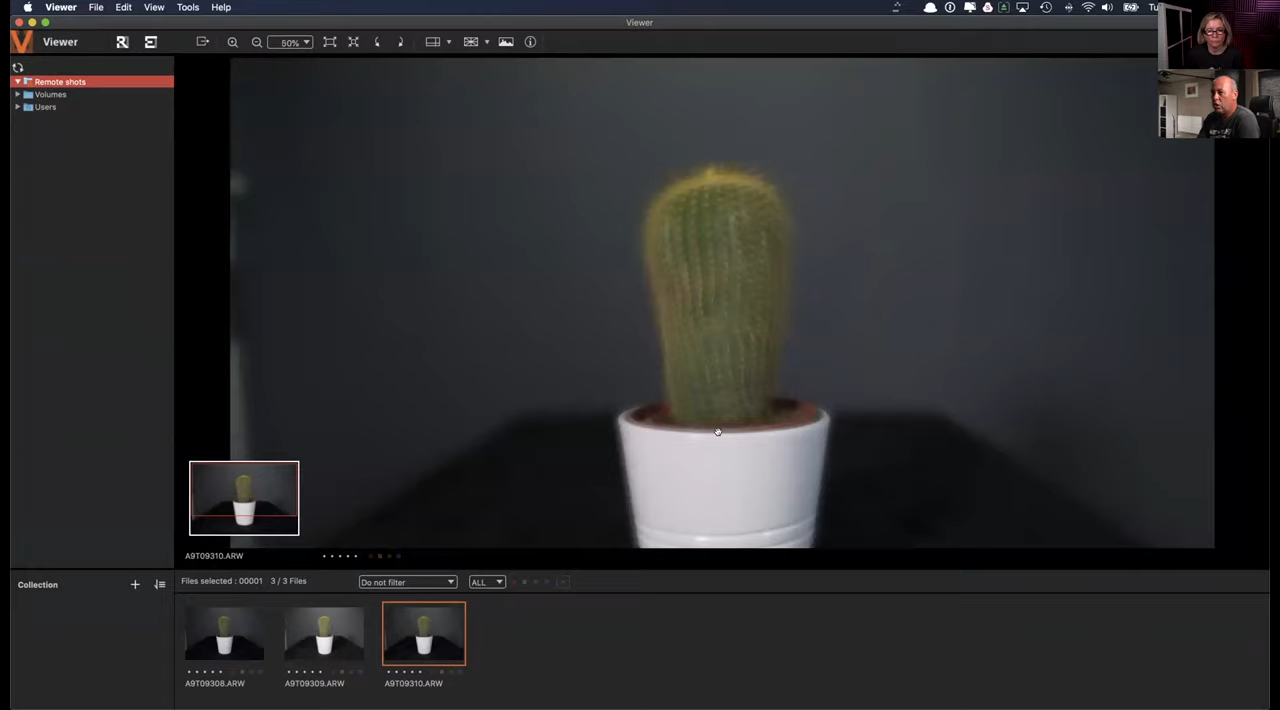 Viewer File Edit View Tools Help
Viewer
Viewer
50%
Remote shots
Volumes
Users
A9T09310.ARW
Collection
Files selected : 00001 3 / 3 Files
Do not filter
ALL
A9T09308.ARW
A9T09309.ARW
A9T09310.ARW